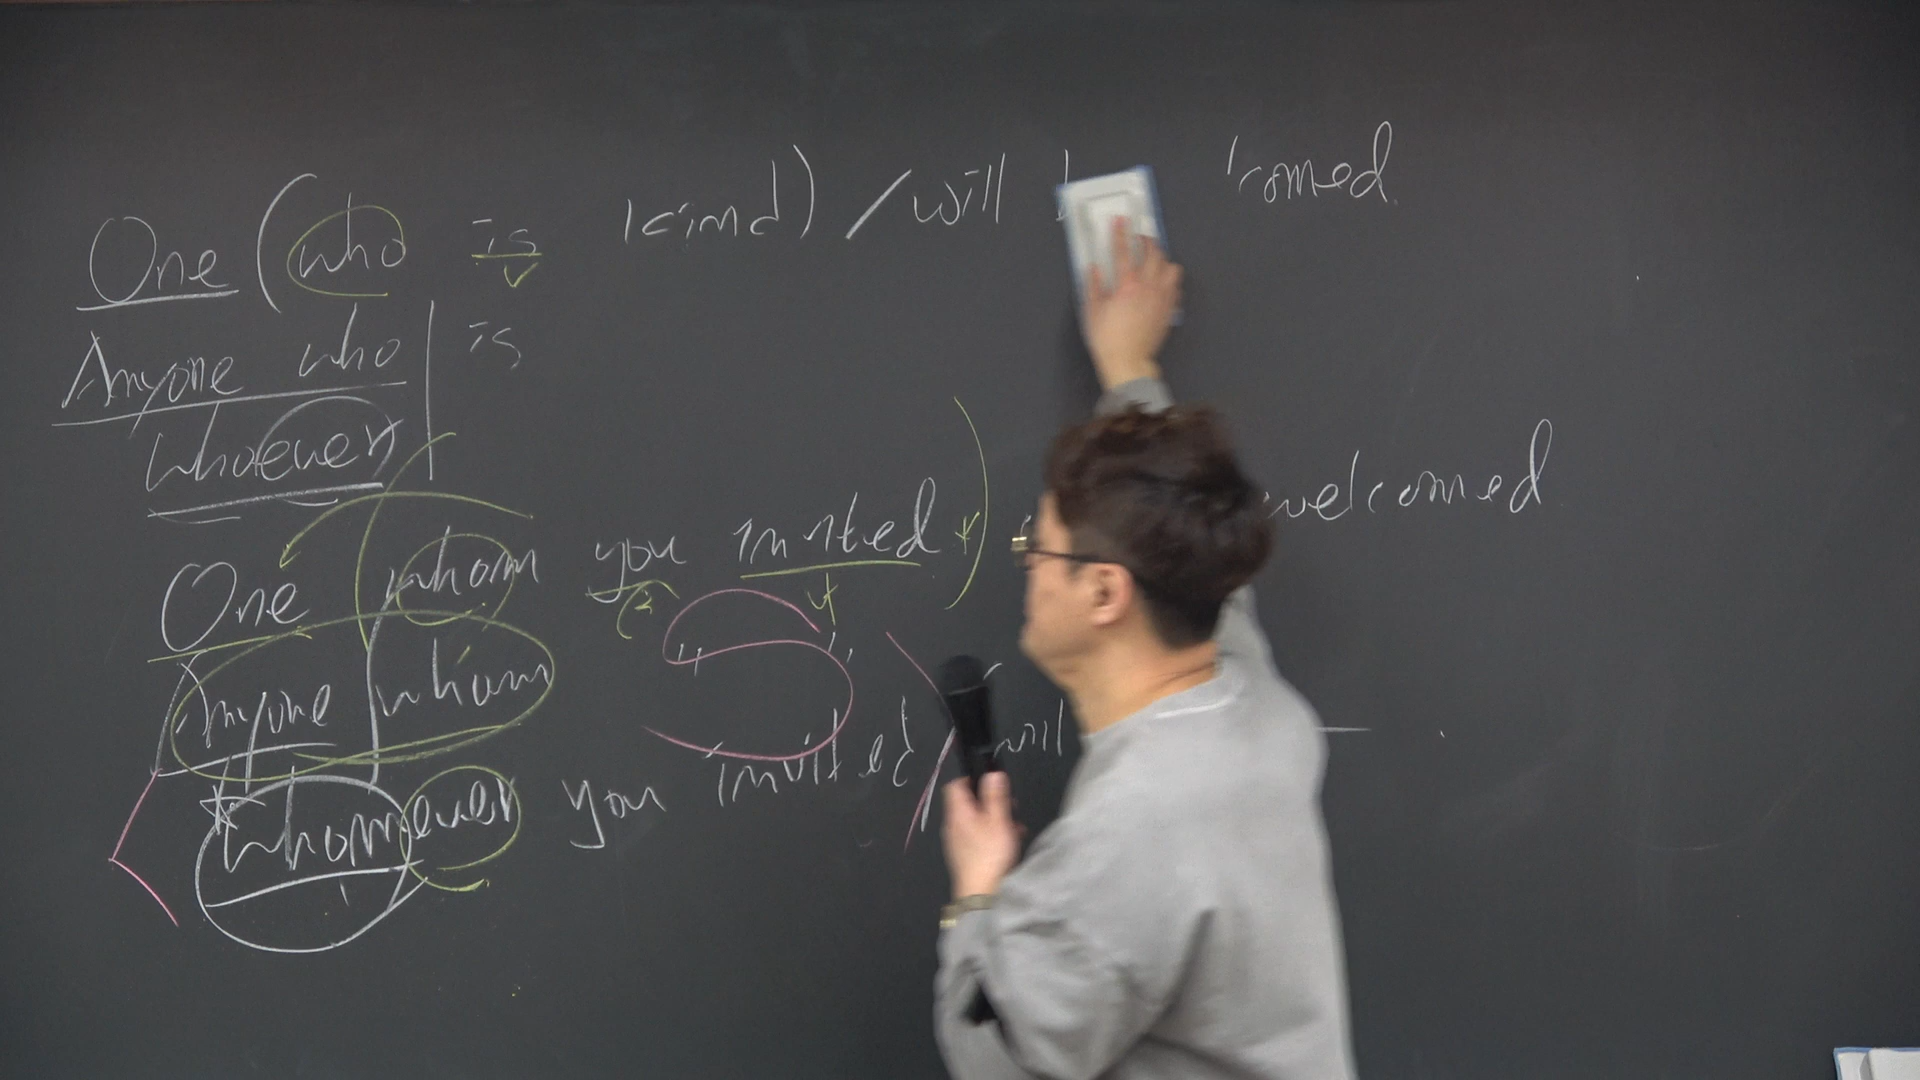 One (who is kind) / will
Anyone who is
whoever
One whom you invited) welcomed
Anyone whom
whomever you invited will